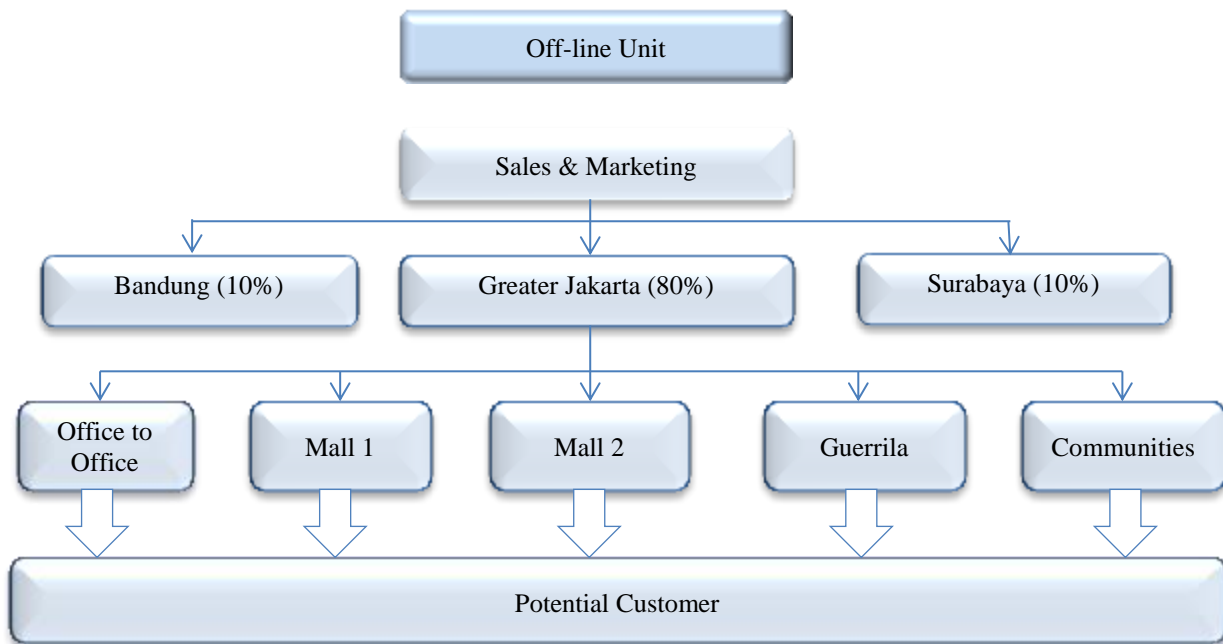 Off-line Unit
Sales & Marketing
Bandung (10%)
Greater Jakarta (80%)
Surabaya (10%)
Office to
Office
Mall 1
Mall 2
Guerrila
Communities
Potential Customer